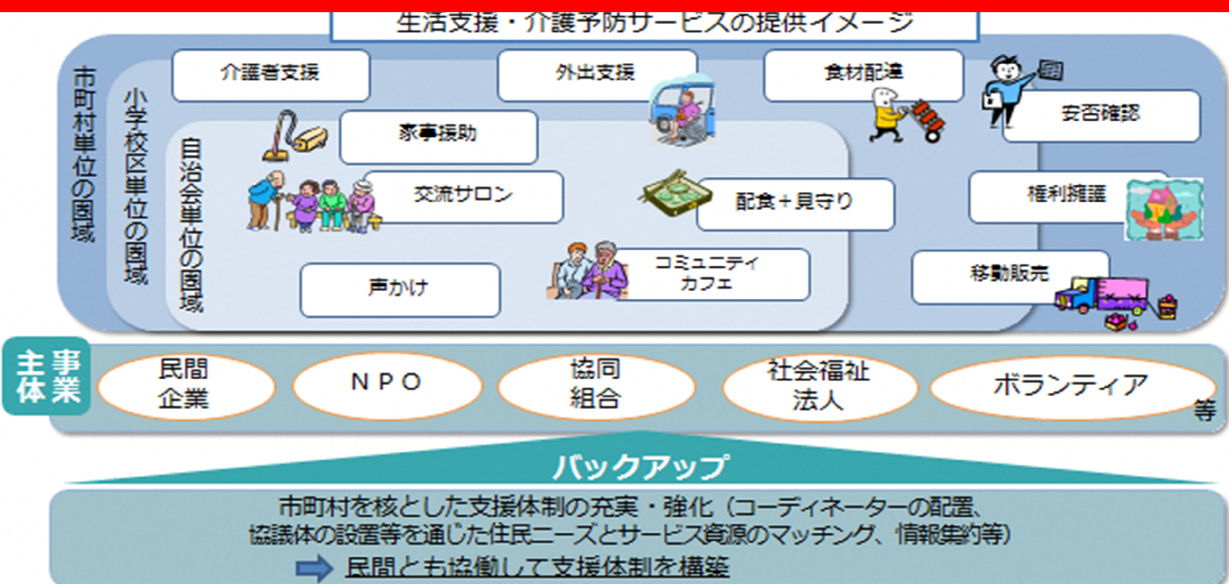 生活支援・介護予防サービスの提供イメージ
市町村単位の圏域
小学校区単位の圏域
自治会単位の圏域
介護者支援
外出支援
食材配達
安否確認
家事援助
交流サロン
配食+見守り
権利擁護
声かけ
コミュニティ
カフェ
移動販売
事業
主体
民間
企業
NPO
協同
組合
社会福祉
法人
ボランティア
等
バックアップ
市町村を核とした支援体制の充実・強化（コーディネーターの配置、
協議体の設置等を通じた住民ニーズとサービス資源のマッチング、情報集約等）
➡ 民間とも協働して支援体制を構築